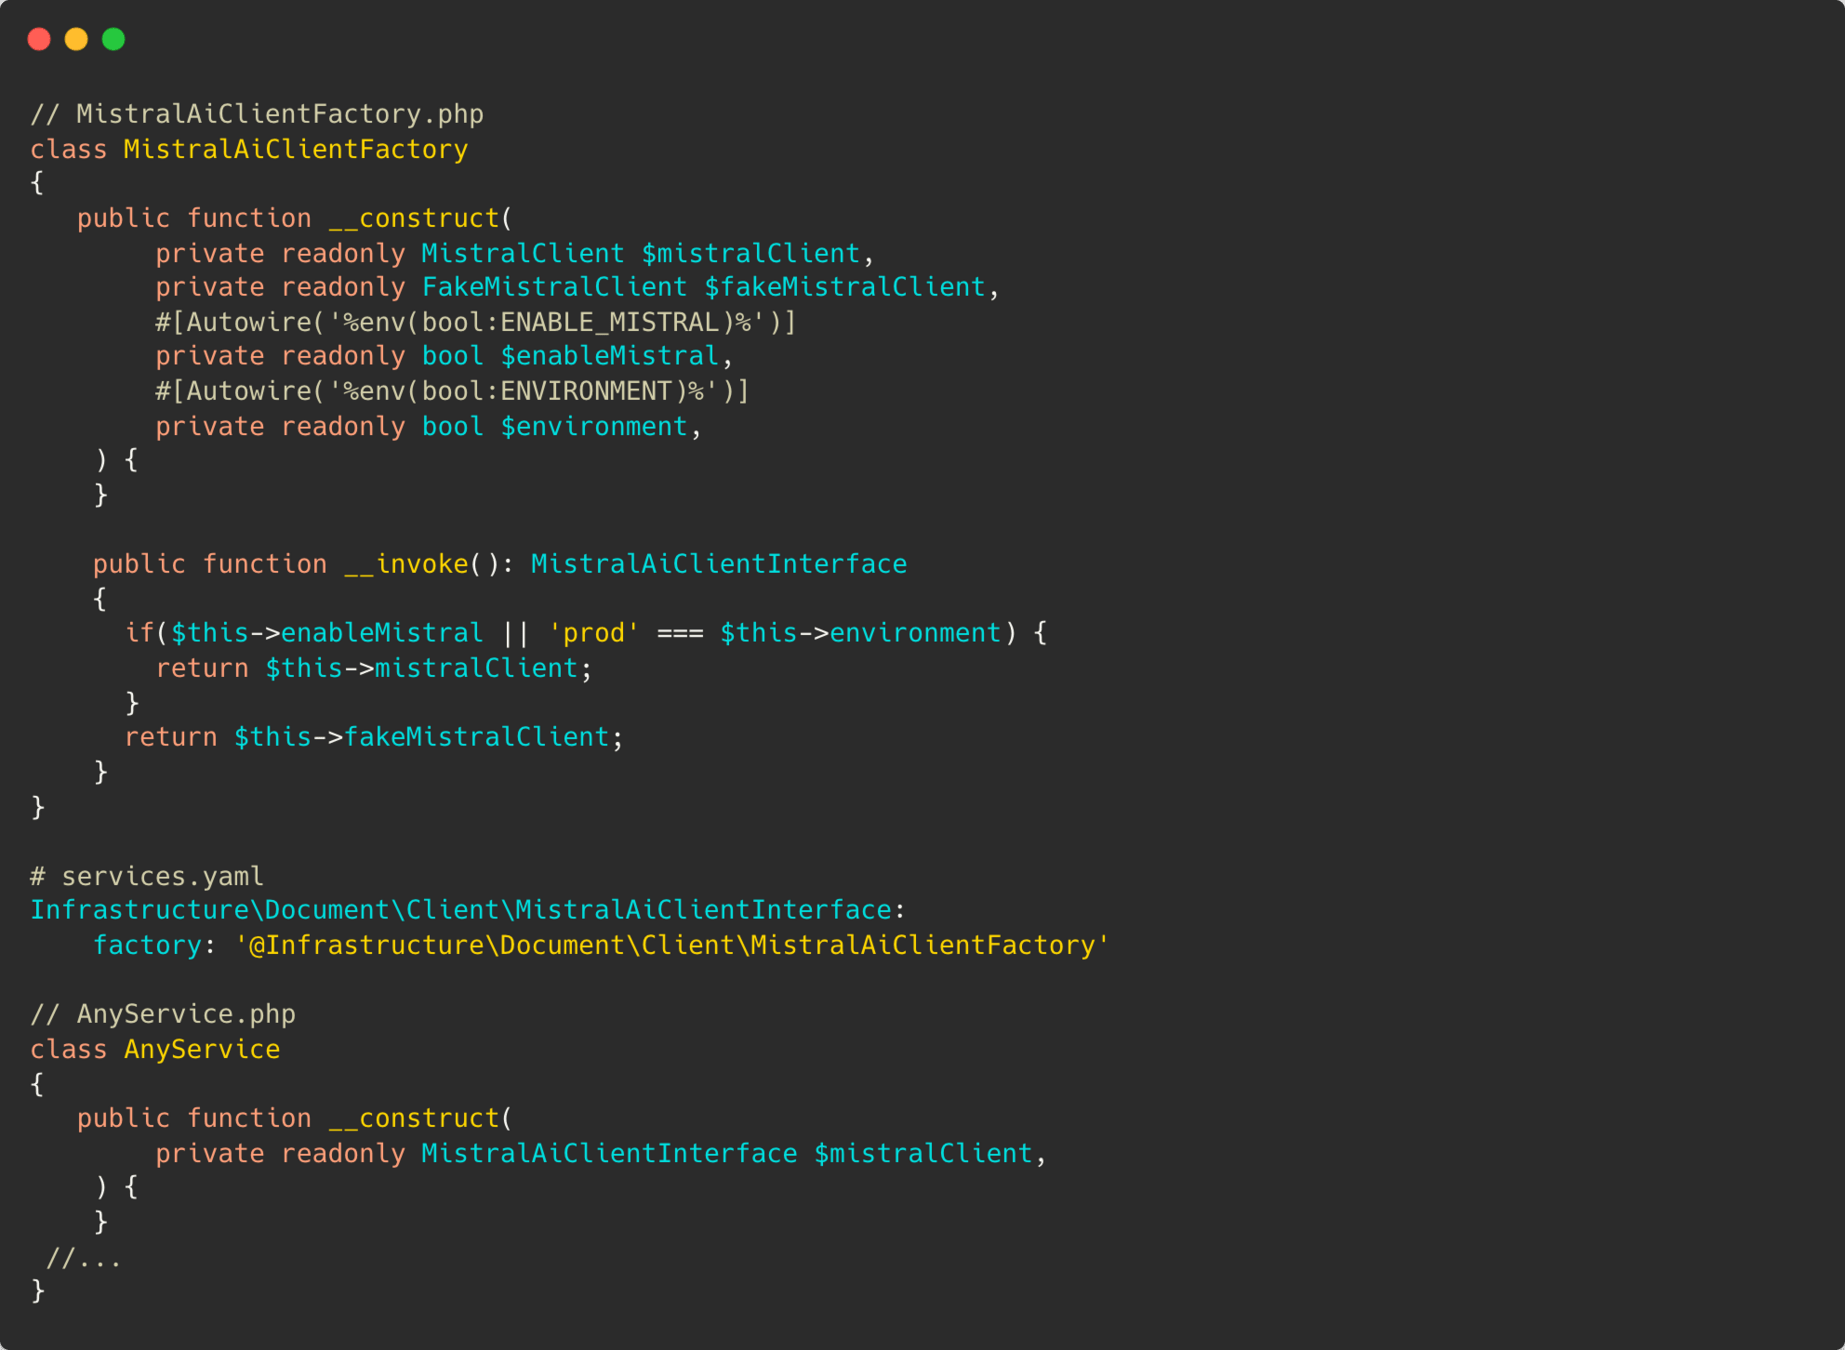 // MistralAiClientFactory.php
class MistralAiClientFactory
{
   public function __construct(
        private readonly MistralClient $mistralClient,
        private readonly FakeMistralClient $fakeMistralClient,
        #[Autowire('%env(bool:ENABLE_MISTRAL)%')]
        private readonly bool $enableMistral,
        #[Autowire('%env(bool:ENVIRONMENT)%')]
        private readonly bool $environment,
    ) {
    }

    public function __invoke(): MistralAiClientInterface
    {
      if($this->enableMistral || 'prod' === $this->environment) {
        return $this->mistralClient;
      }
      return $this->fakeMistralClient;
    }
}

# services.yaml
Infrastructure\Document\Client\MistralAiClientInterface:
    factory: '@Infrastructure\Document\Client\MistralAiClientFactory'

// AnyService.php
class AnyService
{
   public function __construct(
        private readonly MistralAiClientInterface $mistralClient,
    ) {
    }
 //...
}